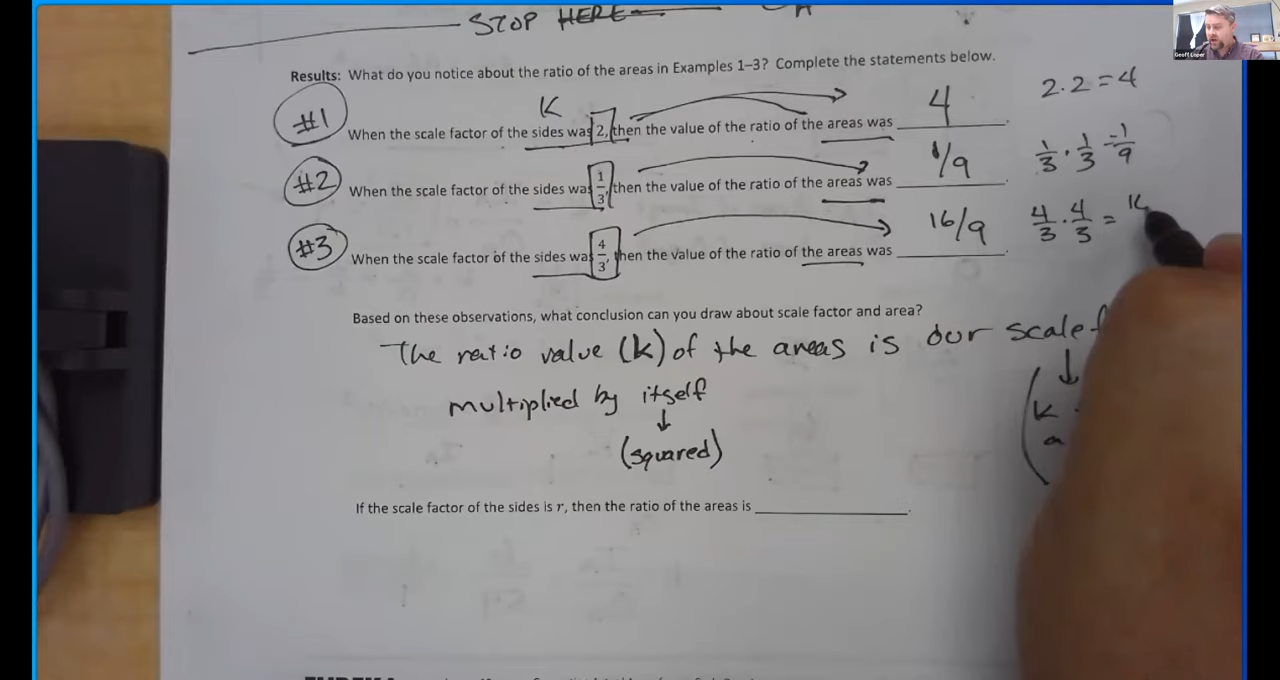 STOP HERE
Results: What do you notice about the ratio of the areas in Examples 1–3? Complete the statements below.
#1
K
When the scale factor of the sides was 2, then the value of the ratio of the areas was 4.
2·2=4
#2
When the scale factor of the sides was 1/3, then the value of the ratio of the areas was 1/9.
1/3 · 1/3 = 1/9
#3
When the scale factor of the sides was 4/3, then the value of the ratio of the areas was 16/9.
4/3 · 4/3 =
Based on these observations, what conclusion can you draw about scale factor and area?
The ratio value (k) of the areas is our scale
multiplied by itself
(squared)
k
a
If the scale factor of the sides is r, then the ratio of the areas is ____________.
Geoff Loper